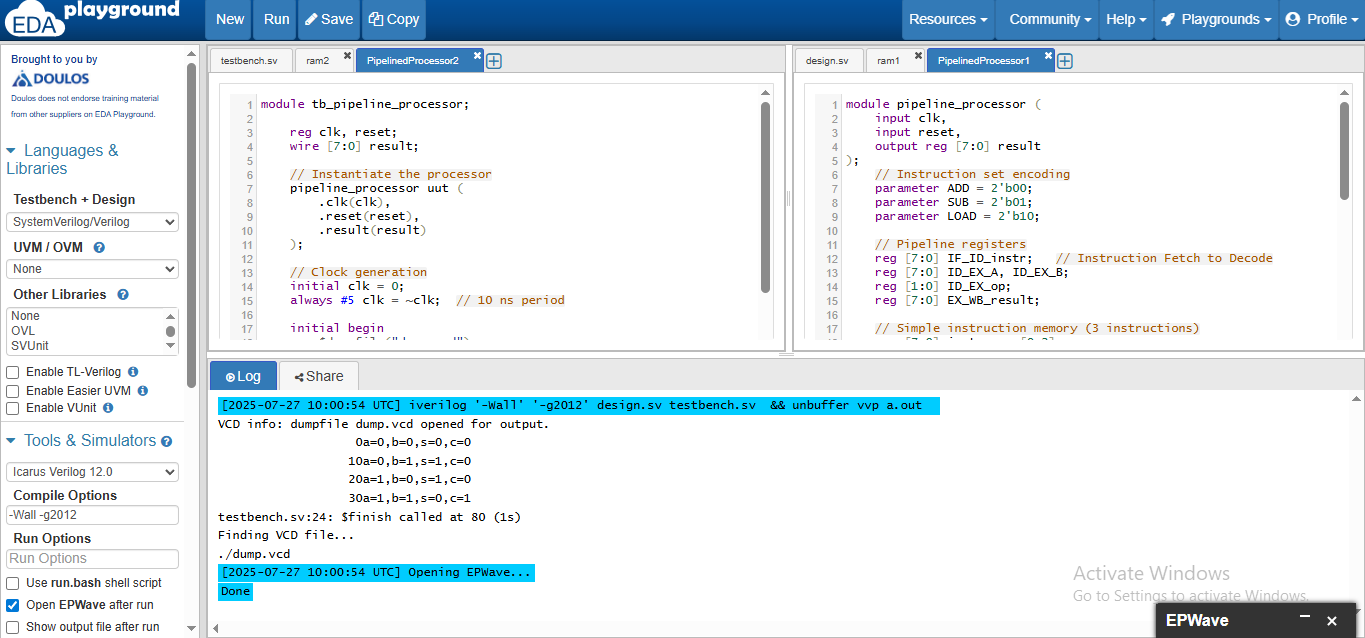 EDA playground
New Run Save Copy Resources Community Help Playgrounds Profile
Brought to you by
DOULOS
Doulos does not endorse training material
from other suppliers on EDA Playground.
Languages &
Libraries
Testbench + Design
SystemVerilog/Verilog
UVM / OVM
None
Other Libraries
None
OVL
SVUnit
Enable TL-Verilog
Enable Easier UVM
Enable VUnit
Tools & Simulators
Icarus Verilog 12.0
Compile Options
-Wall -g2012
Run Options
Run Options
Use run.bash shell script
Open EPWave after run
Show output file after run
testbench.sv ram2 PipelinedProcessor2
1 module tb_pipeline_processor;
2
3 reg clk, reset;
4 wire [7:0] result;
5
6 // Instantiate the processor
7 pipeline_processor uut (
8 .clk(clk),
9 .reset(reset),
10 .result(result)
11 );
12
13 // Clock generation
14 initial clk = 0;
15 always #5 clk = ~clk; // 10 ns period
16
17 initial begin
design.sv ram1 PipelinedProcessor1
1 module pipeline_processor (
2 input clk,
3 input reset,
4 output reg [7:0] result
5 );
6 // Instruction set encoding
7 parameter ADD = 2'b00;
8 parameter SUB = 2'b01;
9 parameter LOAD = 2'b10;
10
11 // Pipeline registers
12 reg [7:0] IF_ID_instr; // Instruction Fetch to Decode
13 reg [7:0] ID_EX_A, ID_EX_B;
14 reg [1:0] ID_EX_op;
15 reg [7:0] EX_WB_result;
16
17 // Simple instruction memory (3 instructions)
Log Share
[2025-07-27 10:00:54 UTC] iverilog '-Wall' '-g2012' design.sv testbench.sv && unbuffer vvp a.out
VCD info: dumpfile dump.vcd opened for output.
0a=0,b=0,s=0,c=0
10a=0,b=1,s=1,c=0
20a=1,b=0,s=1,c=0
30a=1,b=1,s=0,c=1
testbench.sv:24: $finish called at 80 (1s)
Finding VCD file...
./dump.vcd
[2025-07-27 10:00:54 UTC] Opening EPWave...
Done
Activate Windows
Go to Settings to activate Windows.
EPWave